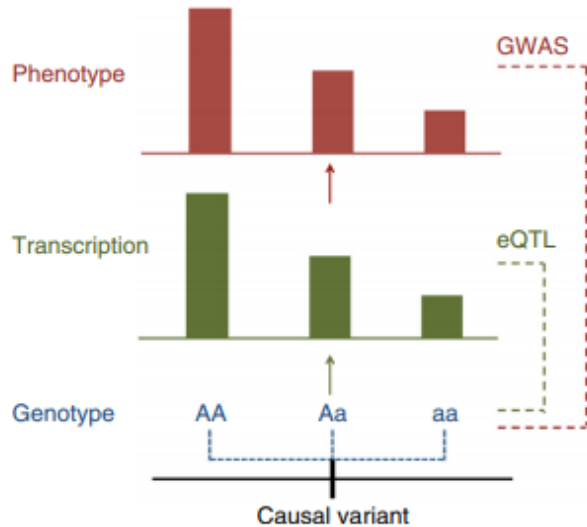 GWAS
Phenotype
Transcription
eQTL
Genotype AA Aa aa
Causal variant